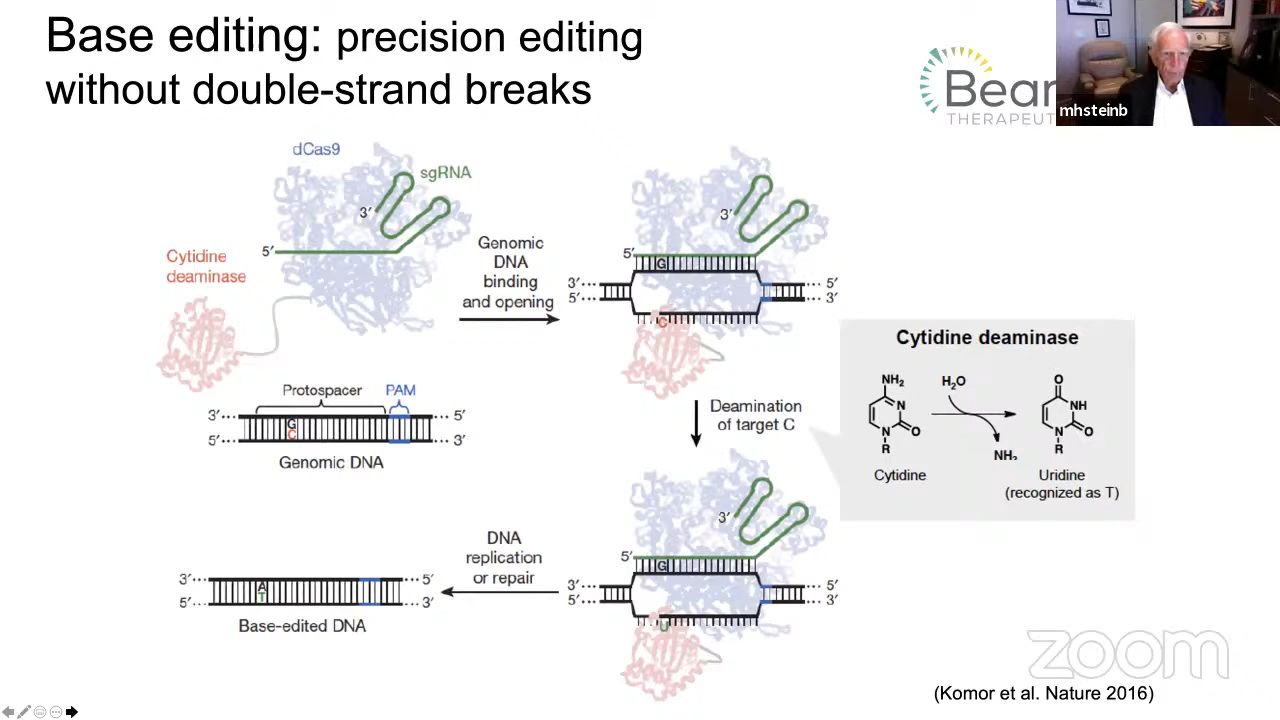 Base editing: precision editing
without double-strand breaks
mhsteinb
dCas9
sgRNA
3′
5′
Cytidine
deaminase
Genomic
DNA
binding
and opening
3′
5′
G
3′
5′
5′
3′
C
Protospacer
PAM
3′
5′
G
C
5′
3′
Genomic DNA
Deamination
of target C
Cytidine deaminase
NH₂
N
N
O
R
H₂O
NH₃
O
NH
N
O
R
Cytidine
Uridine
(recognized as T)
3′
5′
G
3′
5′
5′
3′
U
DNA
replication
or repair
3′
5′
A
T
5′
3′
Base-edited DNA
zoom
(Komor et al. Nature 2016)